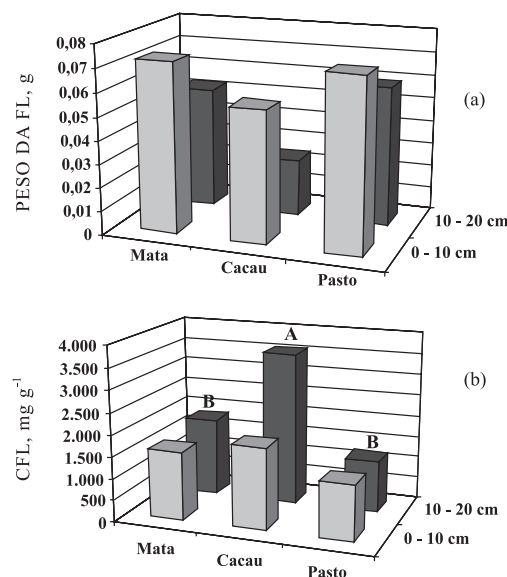 PESO DA FL, g
0,08
0,07
0,06
0,05
0,04
0,03
0,02
0,01
0
Mata
Cacau
Pasto
0 - 10 cm
10 - 20 cm
(a)
CFL, mg g⁻¹
4.000
3.500
3.000
2.500
2.000
1.500
1.000
500
0
B
A
B
Mata
Cacau
Pasto
0 - 10 cm
10 - 20 cm
(b)